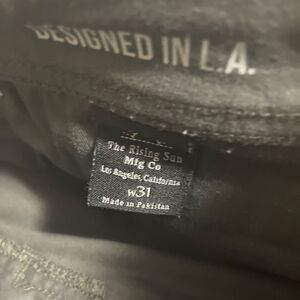 DESIGNED IN L.A.
The Rising Sun
Mfg Co
Los Angeles, California
W31
Made in Pakistan